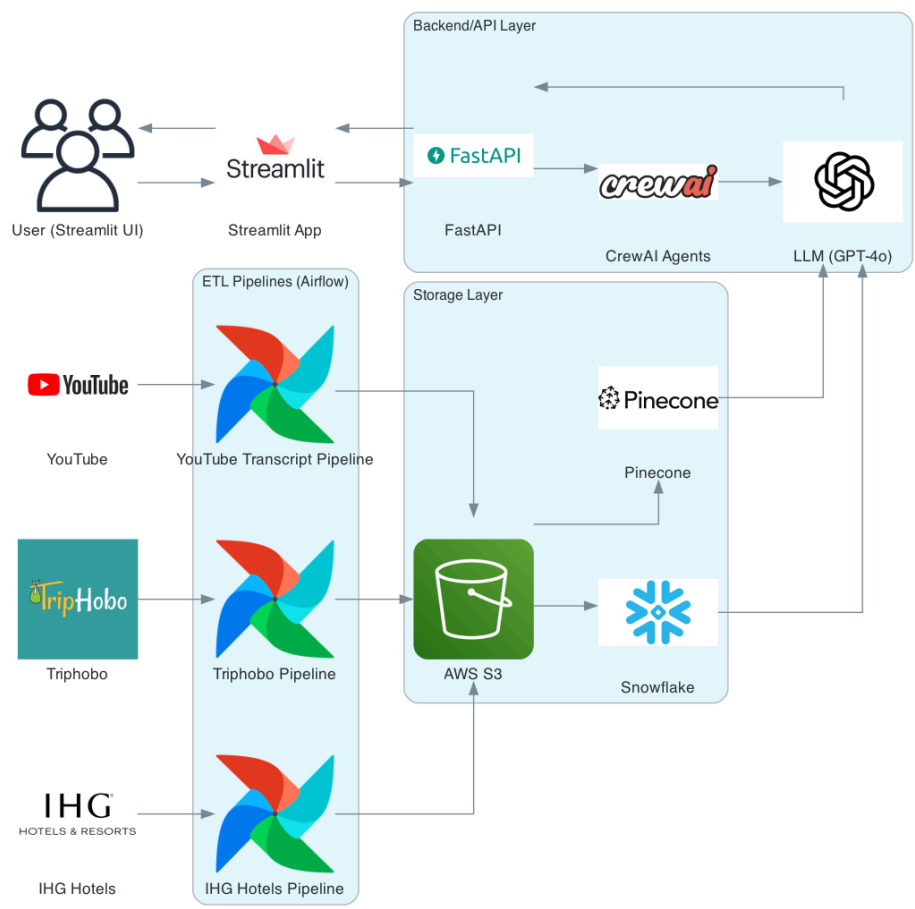 Backend/API Layer
Streamlit
FastAPI
crewai
User (Streamlit UI)
Streamlit App
FastAPI
CrewAI Agents
LLM (GPT-4o)
ETL Pipelines (Airflow)
Storage Layer
YouTube
Pinecone
YouTube
YouTube Transcript Pipeline
Pinecone
TripHobo
Triphobo
Triphobo Pipeline
AWS S3
Snowflake
IHG
HOTELS & RESORTS
IHG Hotels
IHG Hotels Pipeline